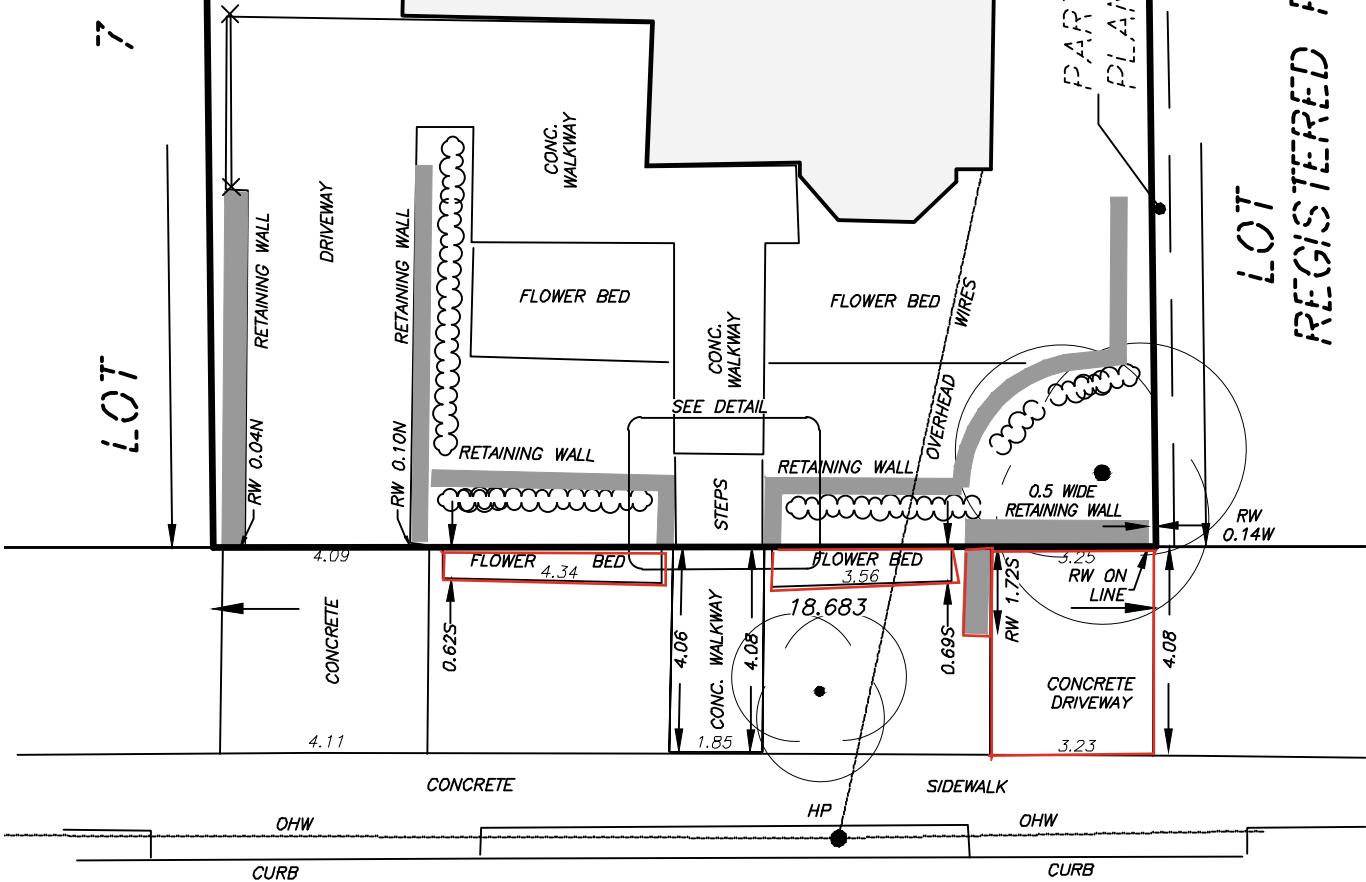 7
LOT
PAR
PLAN
LOT
REGISTERED
CONC.
WALKWAY
DRIVEWAY
RETAINING WALL
RETAINING WALL
FLOWER BED
FLOWER BED
WIRES
OVERHEAD
CONC.
WALKWAY
SEE DETAIL
RW 0.04N
RW 0.10N
RETAINING WALL
RETAINING WALL
STEPS
0.5 WIDE
RETAINING WALL
RW
0.14W
4.09
FLOWER BED
4.34
FLOWER BED
3.56
3.25
RW ON
LINE
RW 1.72S
18.683
CONCRETE
0.62S
4.06
CONC. WALKWAY
4.08
0.69S
4.08
CONCRETE
DRIVEWAY
4.11
1.85
3.23
CONCRETE
SIDEWALK
HP
OHW
OHW
CURB
CURB